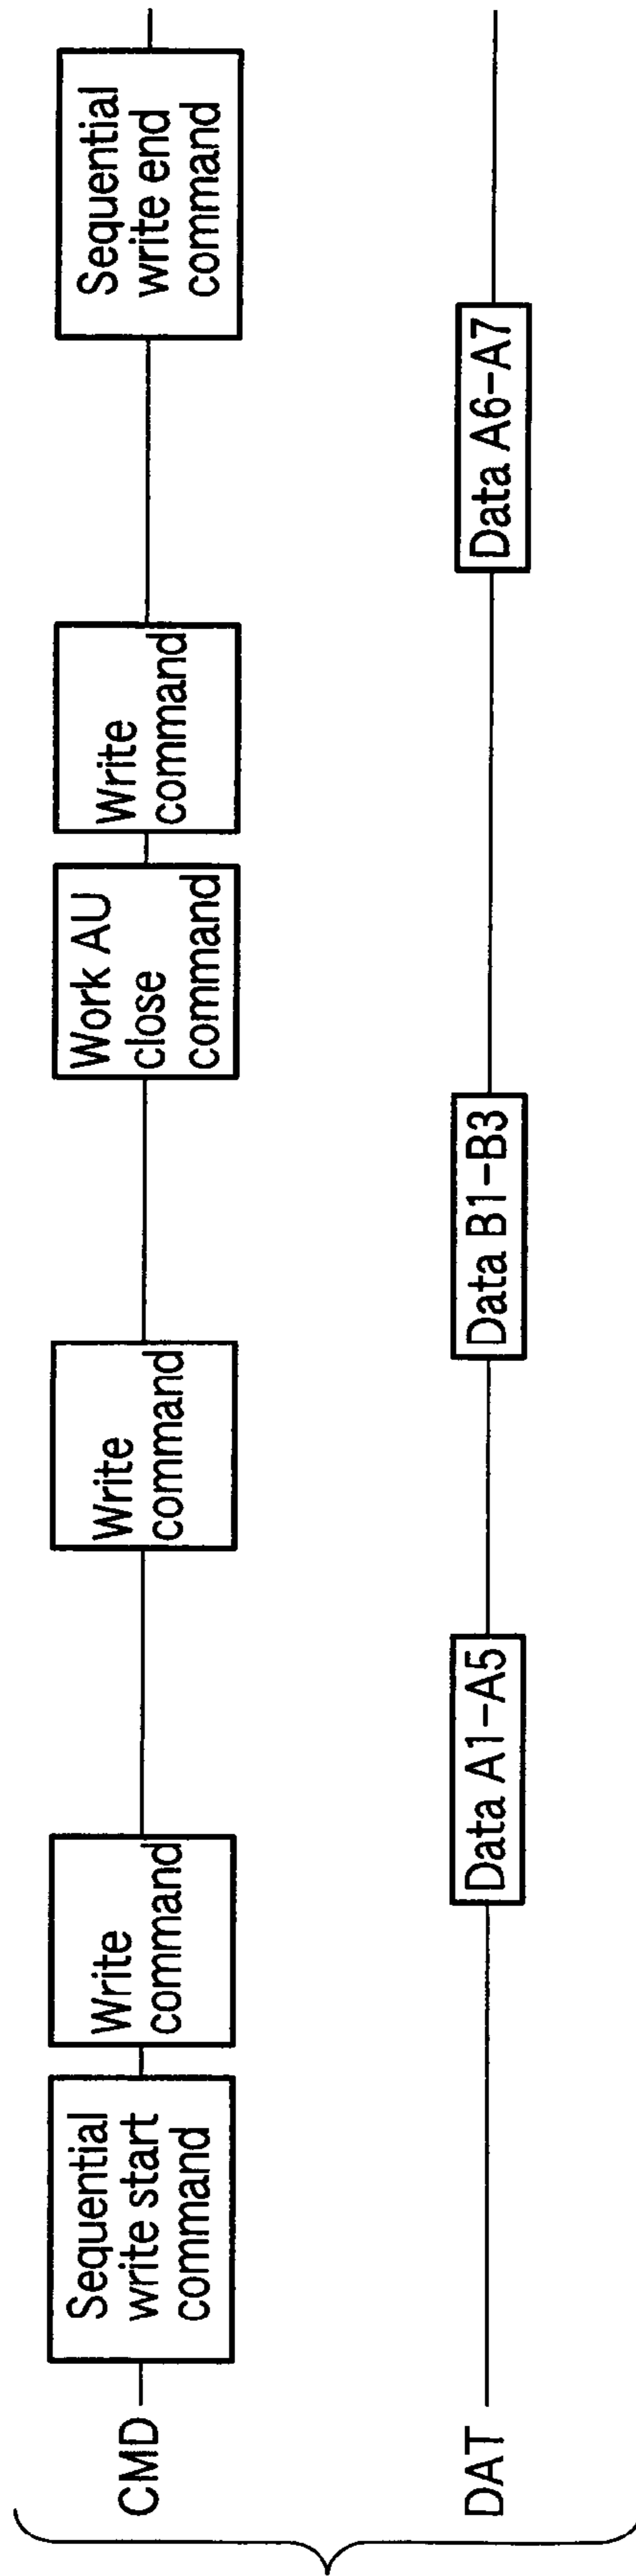 CMD
Sequential
write start
command
Write
command
Write
command
Work AU
close
command
Write
command
Sequential
write end
command
DAT
Data A1-A5
Data B1-B3
Data A6-A7